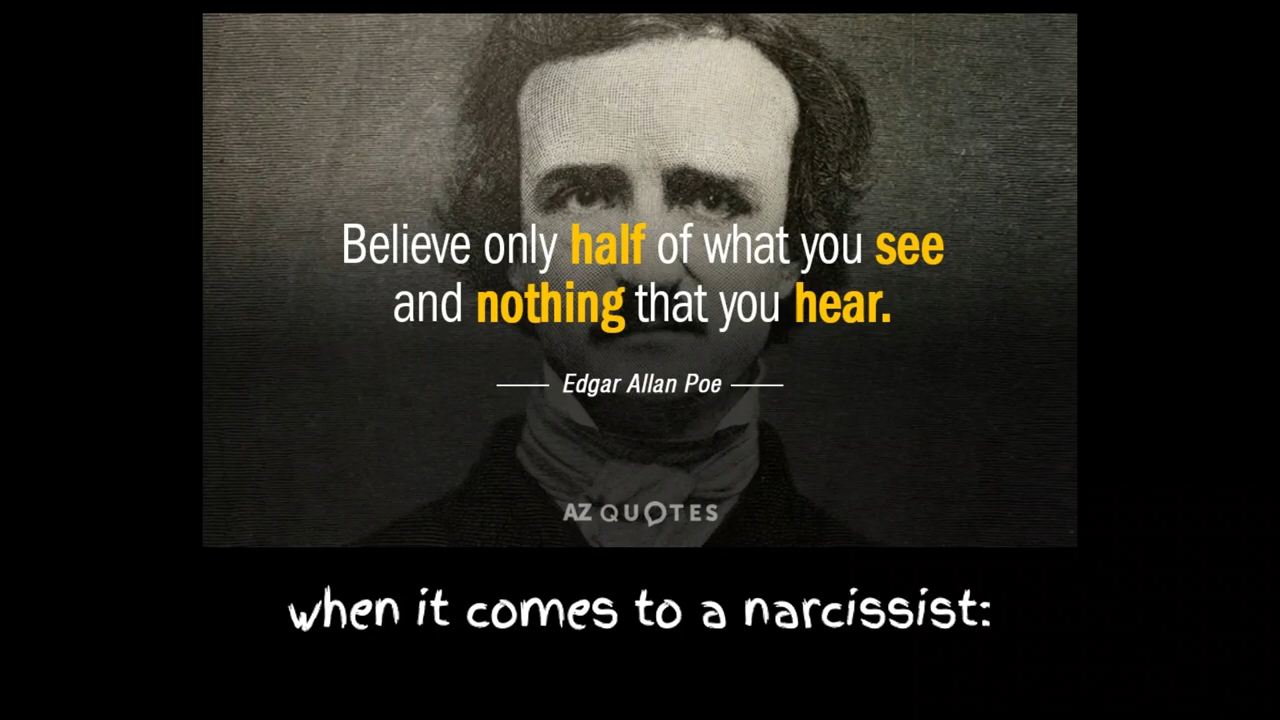 Believe only half of what you see
and nothing that you hear.
Edgar Allan Poe
AZ QUOTES
when it comes to a narcissist: